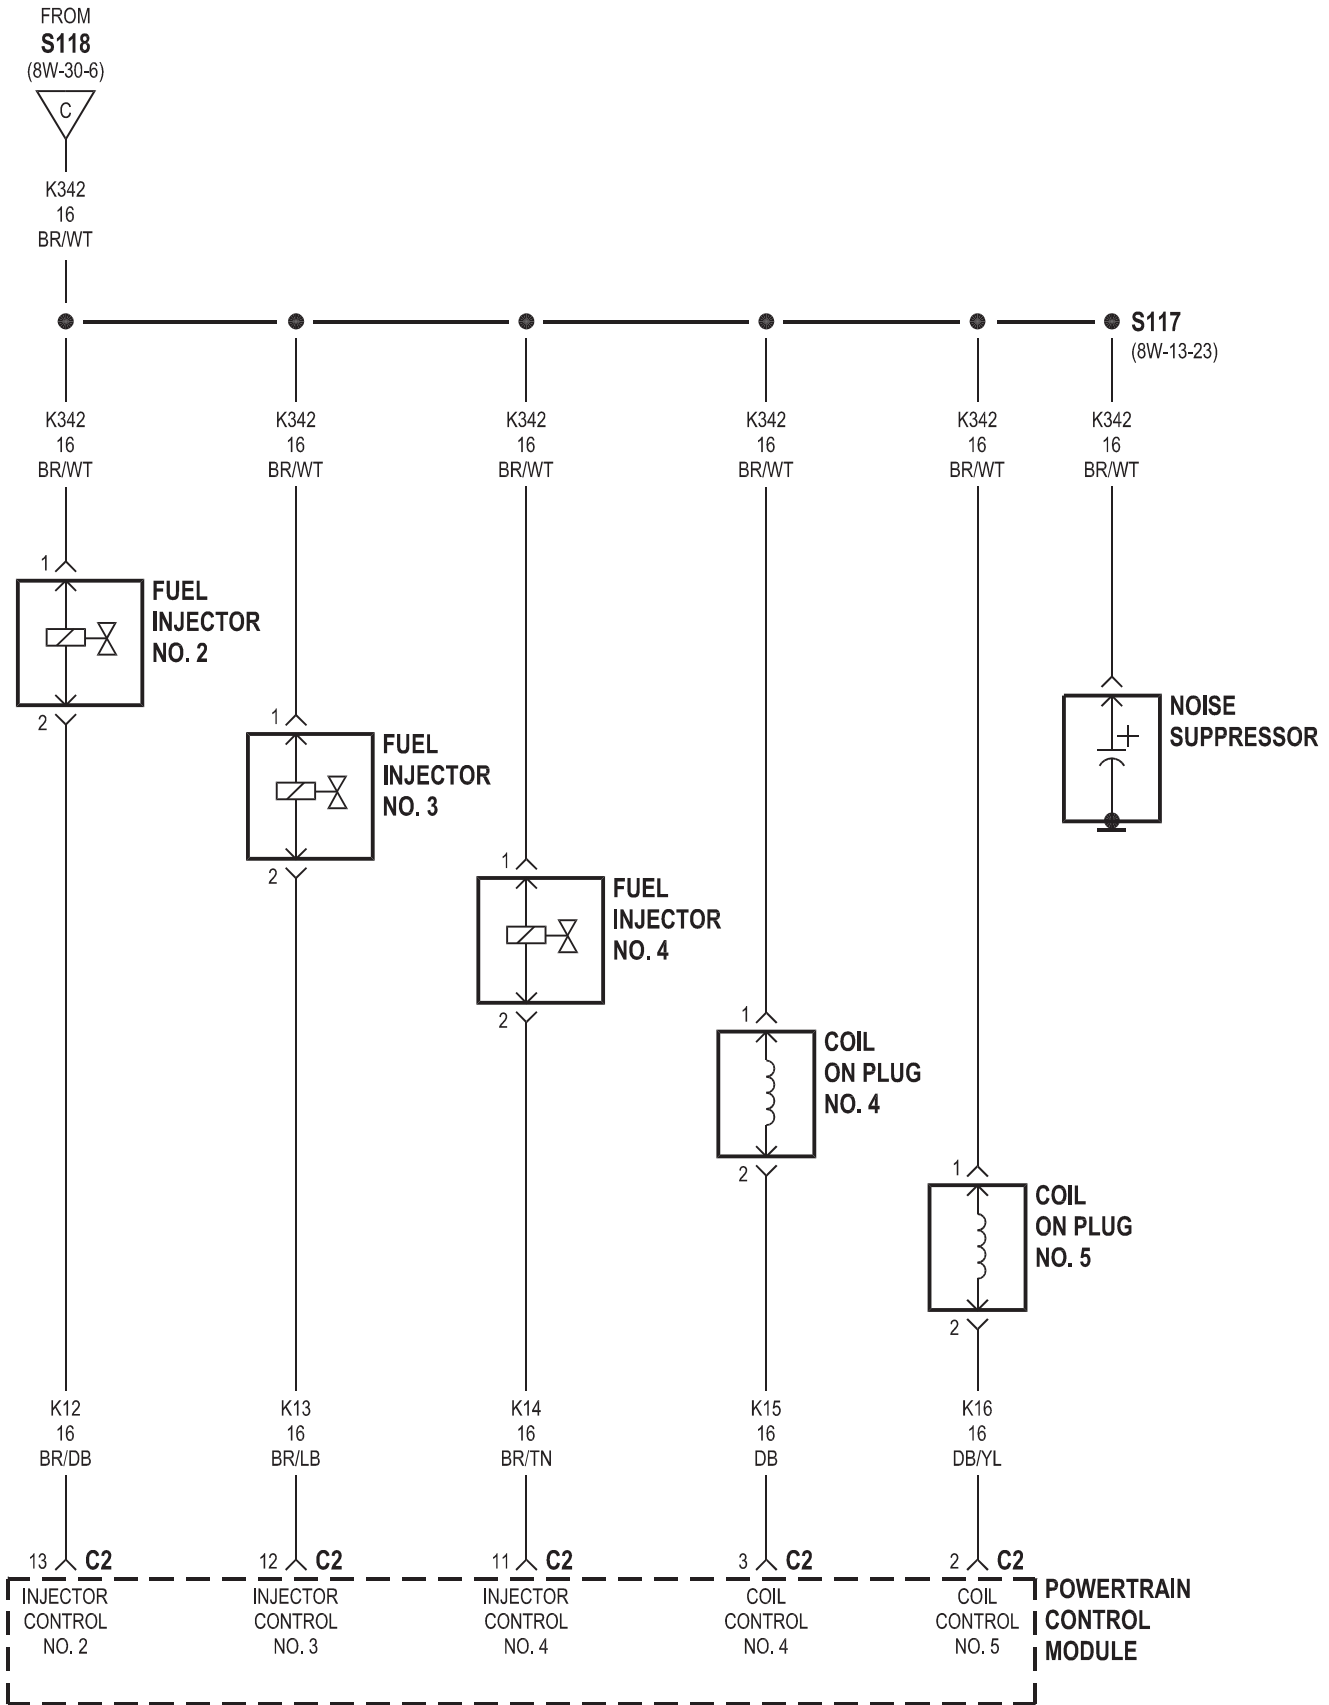 FROM
S118
(8W-30-6)
C
K342
16
BR/WT
S117
(8W-13-23)
K342
16
BR/WT
K342
16
BR/WT
K342
16
BR/WT
K342
16
BR/WT
K342
16
BR/WT
K342
16
BR/WT
1
FUEL
INJECTOR
NO. 2
2
1
FUEL
INJECTOR
NO. 3
2
1
FUEL
INJECTOR
NO. 4
2
1
COIL
ON PLUG
NO. 4
2
1
COIL
ON PLUG
NO. 5
2
NOISE
SUPPRESSOR
+
K12
16
BR/DB
K13
16
BR/LB
K14
16
BR/TN
K15
16
DB
K16
16
DB/YL
13 C2
12 C2
11 C2
3 C2
2 C2
INJECTOR
CONTROL
NO. 2
INJECTOR
CONTROL
NO. 3
INJECTOR
CONTROL
NO. 4
COIL
CONTROL
NO. 4
COIL
CONTROL
NO. 5
POWERTRAIN
CONTROL
MODULE